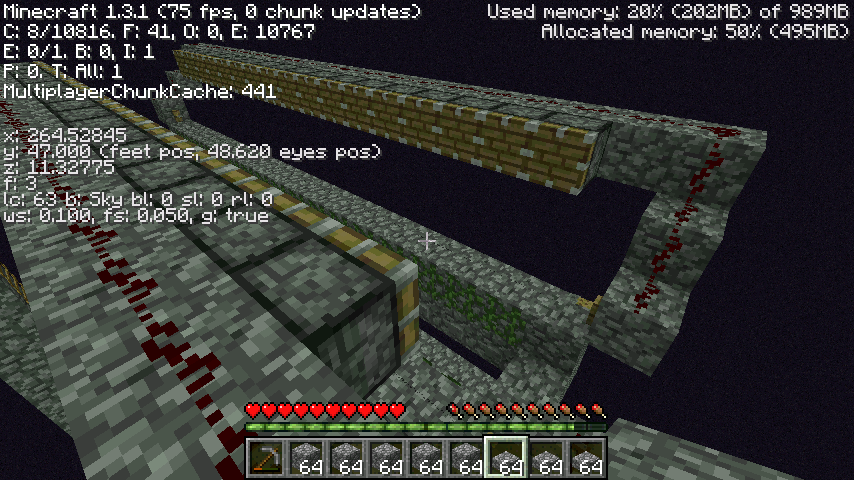 Minecraft 1.3.1 (75 fps, 0 chunk updates)
C: 8/10816, F: 41, O: 0, E: 10767
E: 0/1, B: 0, I: 1
P: 0, T: All: 1
MultiplayerChunkCache: 441
x: 264.52845
y: 47.000 (feet pos, 48.620 eyes pos)
z: 11.32775
f: 3
lc: 63 b: Sky bl: 0 sl: 0 rl: 0
ws: 0.100, fs: 0.050, g: true
Used memory: 20% (202MB) of 989MB
Allocated memory: 50% (495MB)
64 64 64 64 64 64 64 64